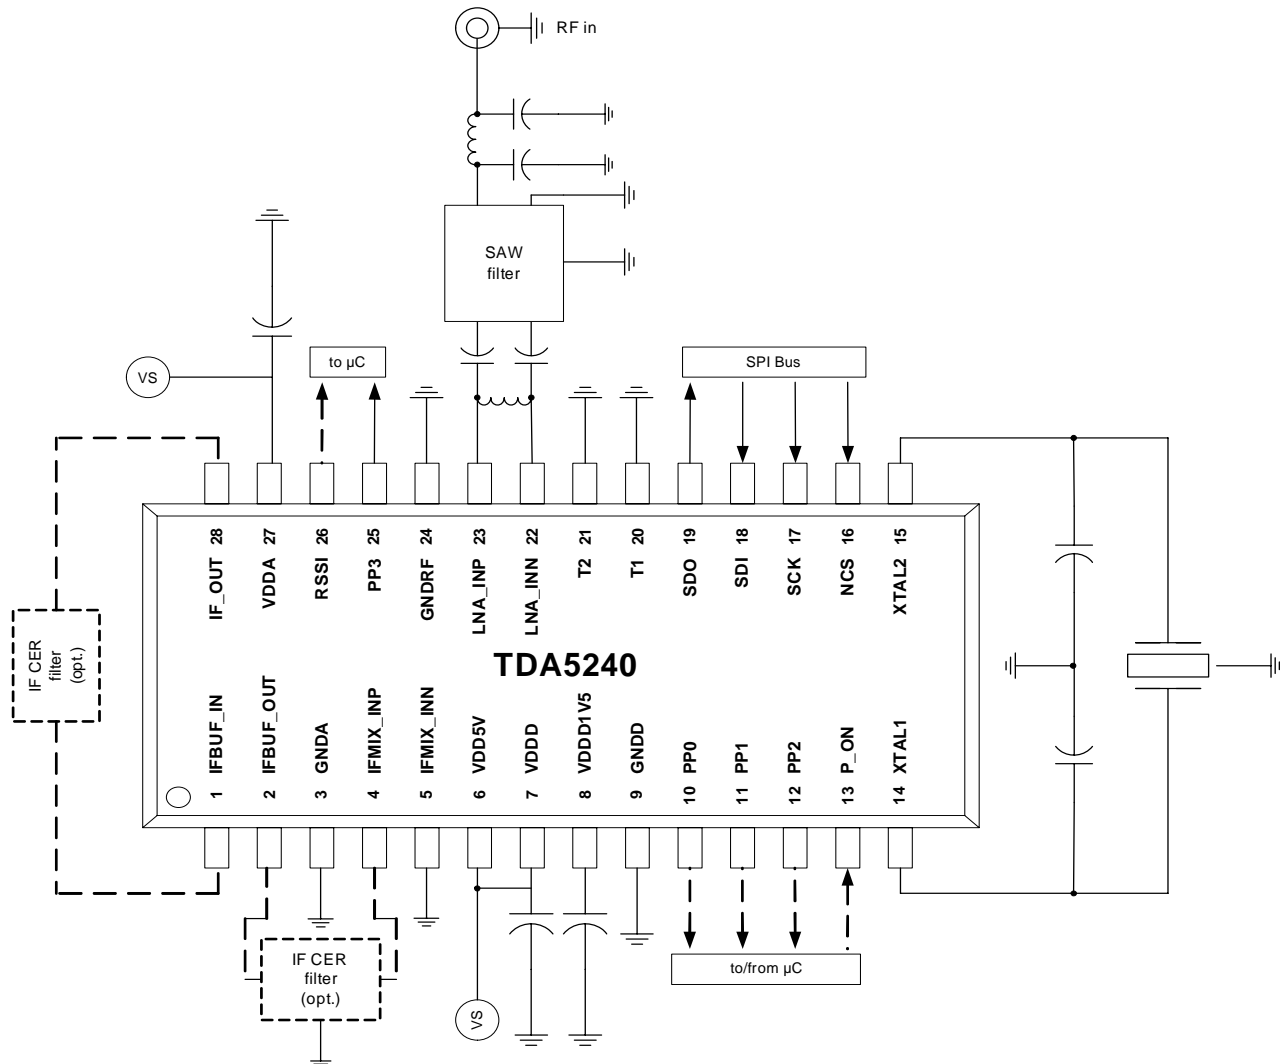 RF in
SAW
filter
VS
to µC
SPI Bus
28 27 26 25 24 23 22 21 20 19 18 17 16 15
IF_OUT
VDDA
RSSI
PP3
GNDRF
LNA_INP
LNA_INN
T2
T1
SDO
SDI
SCK
NCS
XTAL2
IF CER
filter
(opt.)
TDA5240
IFBUF_IN
IFBUF_OUT
GNDA
IFMIX_INP
IFMIX_INN
VDD5V
VDDD
VDDD1V5
GNDD
PP0
PP1
PP2
P_ON
XTAL1
1 2 3 4 5 6 7 8 9 10 11 12 13 14
IF CER
filter
(opt.)
to/from µC
VS